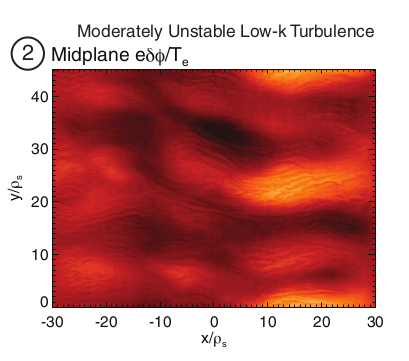 Moderately Unstable Low-k Turbulence
2 Midplane eδϕ/Tₑ
40
30
20
10
0
y/ρₛ
-30 -20 -10 0 10 20 30
x/ρₛ